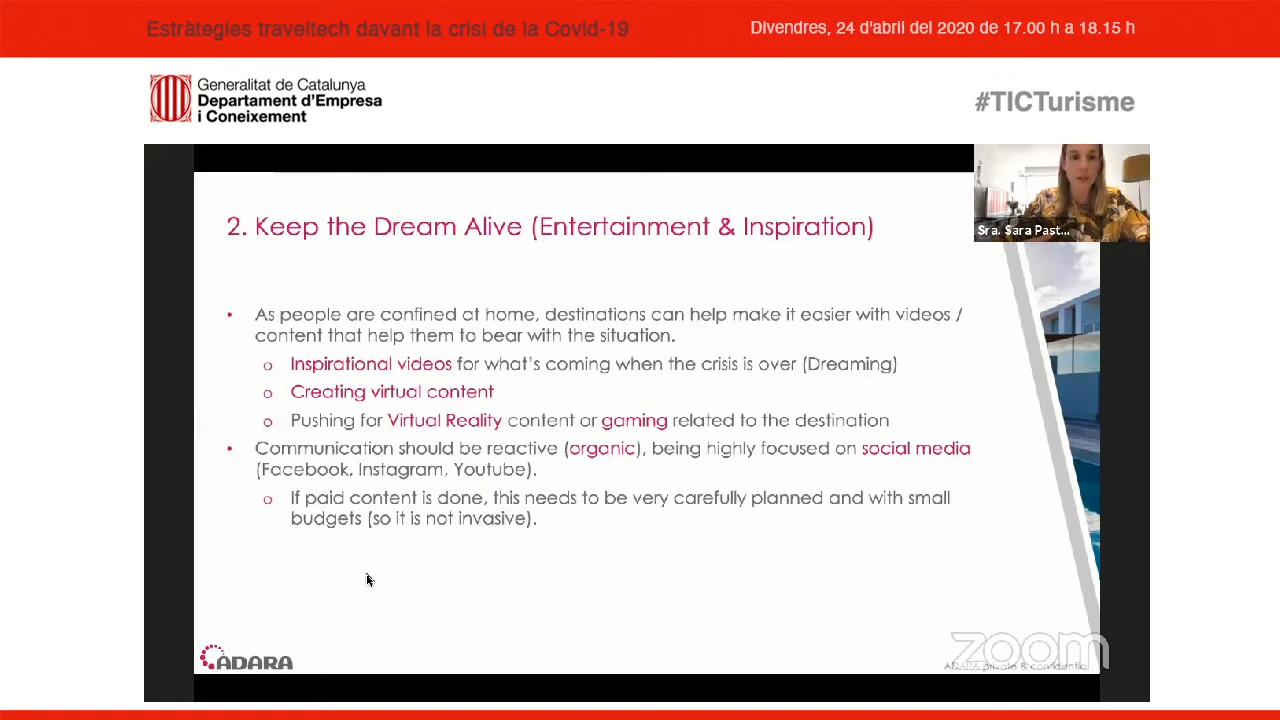 Estràtegies traveltech davant la crisi de la Covid-19
Divendres, 24 d'abril del 2020 de 17.00 h a 18.15 h
Generalitat de Catalunya
Departament d'Empresa
i Coneixement
#TICTurisme
Sra. Sara Past...
2. Keep the Dream Alive (Entertainment & Inspiration)
• As people are confined at home, destinations can help make it easier with videos /
content that help them to bear with the situation.
o Inspirational videos for what's coming when the crisis is over (Dreaming)
o Creating virtual content
o Pushing for Virtual Reality content or gaming related to the destination
• Communication should be reactive (organic), being highly focused on social media
(Facebook, Instagram, Youtube).
o If paid content is done, this needs to be very carefully planned and with small
budgets (so it is not invasive).
ADARA
zoom
ADARA private & confidential